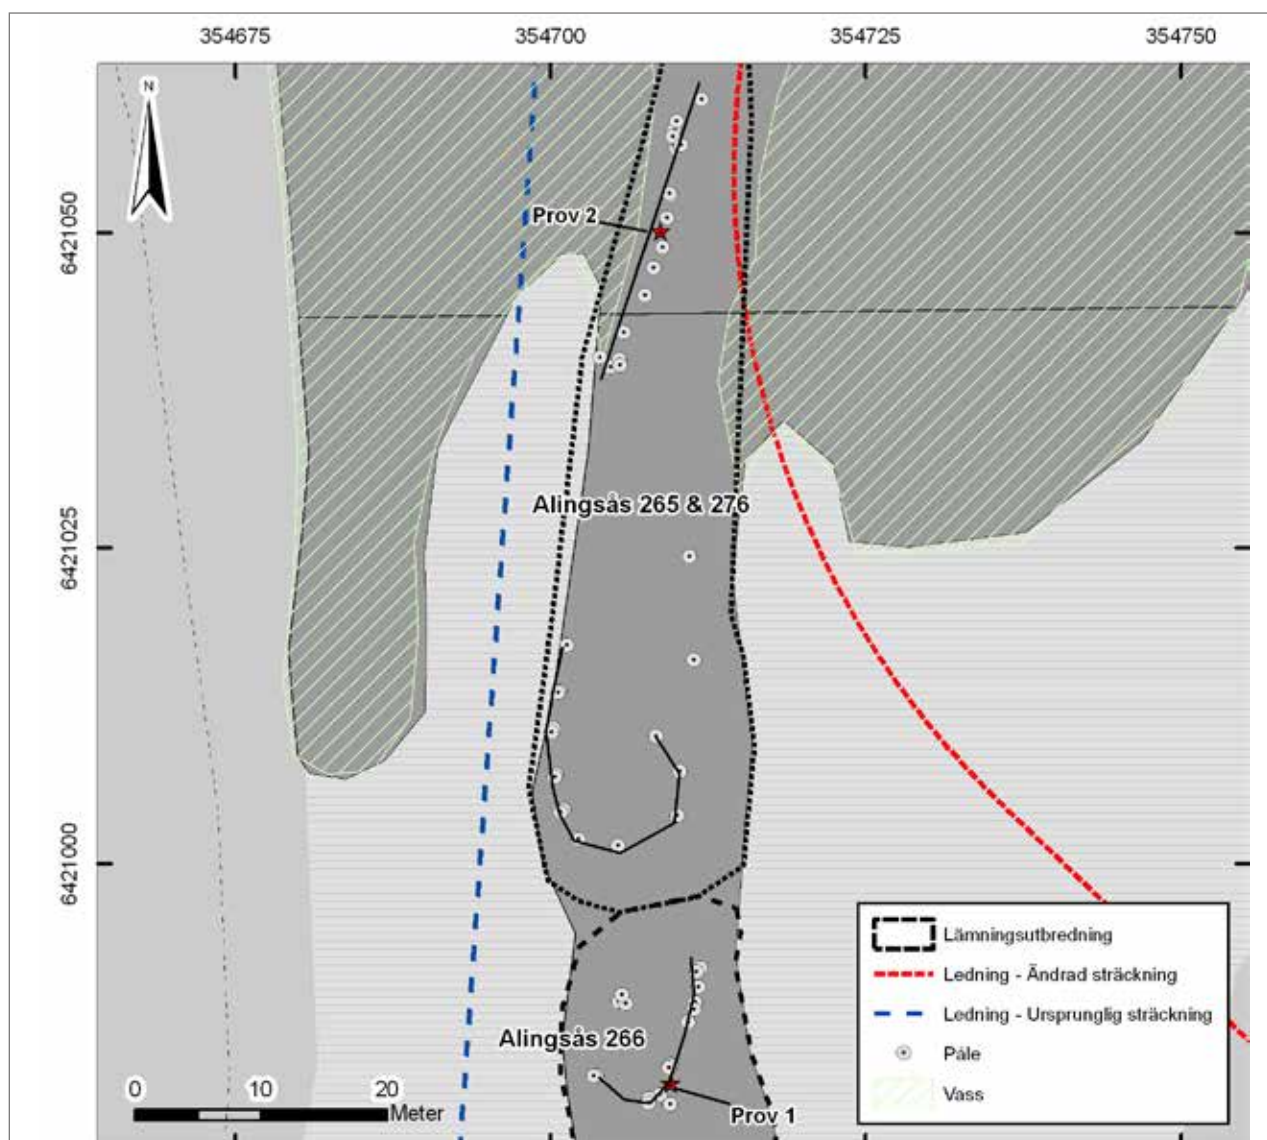 354675 354700 354725 354750
N
6421050
Prov 2
Alingsås 265 & 276
6421025
6421000
Alingsås 266
Prov 1
0 10 20
Meter
Lämningsutbredning
Ledning - Ändrad sträckning
Ledning - Ursprunglig sträckning
Påle
Vass